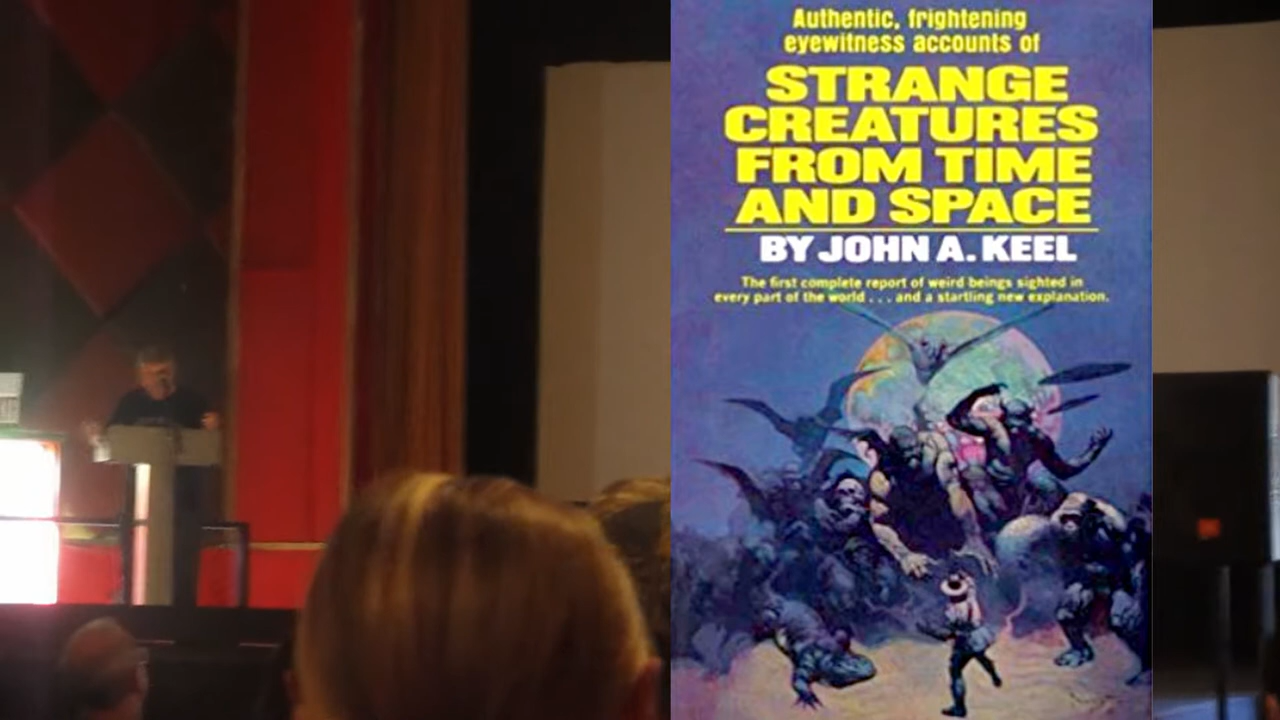 Authentic, frightening
eyewitness accounts of
STRANGE
CREATURES
FROM TIME
AND SPACE
BY JOHN A. KEEL
The first complete report of weird beings sighted in
every part of the world . . . and a startling new explanation.